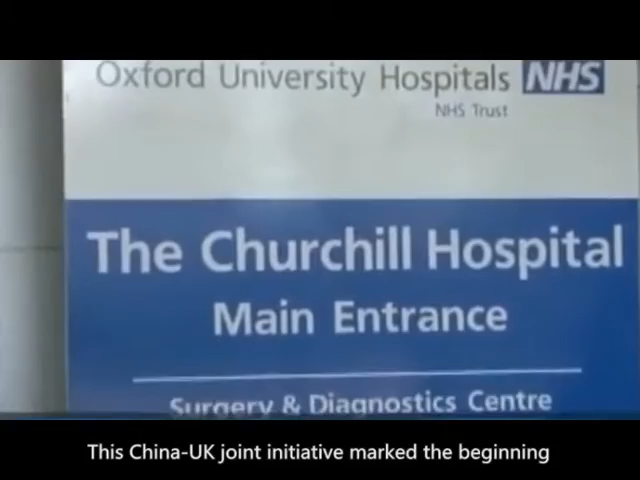 Oxford University Hospitals NHS
NHS Trust
The Churchill Hospital
Main Entrance
Surgery & Diagnostics Centre
This China-UK joint initiative marked the beginning